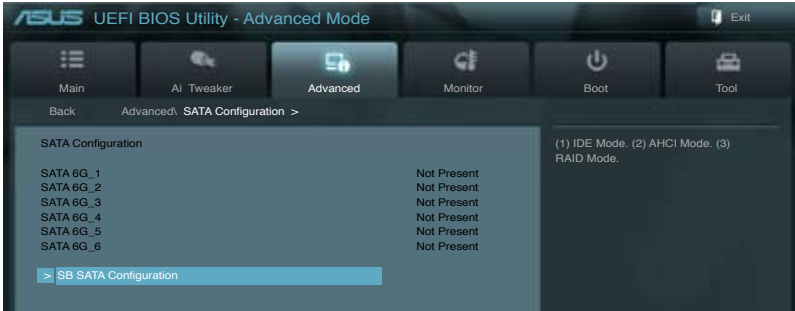 ASUS UEFI BIOS Utility - Advanced Mode
Exit
Main
Ai Tweaker
Advanced
Monitor
Boot
Tool
Back Advanced\ SATA Configuration >
SATA Configuration
SATA 6G_1 Not Present
SATA 6G_2 Not Present
SATA 6G_3 Not Present
SATA 6G_4 Not Present
SATA 6G_5 Not Present
SATA 6G_6 Not Present
> SB SATA Configuration
(1) IDE Mode. (2) AHCI Mode. (3)
RAID Mode.